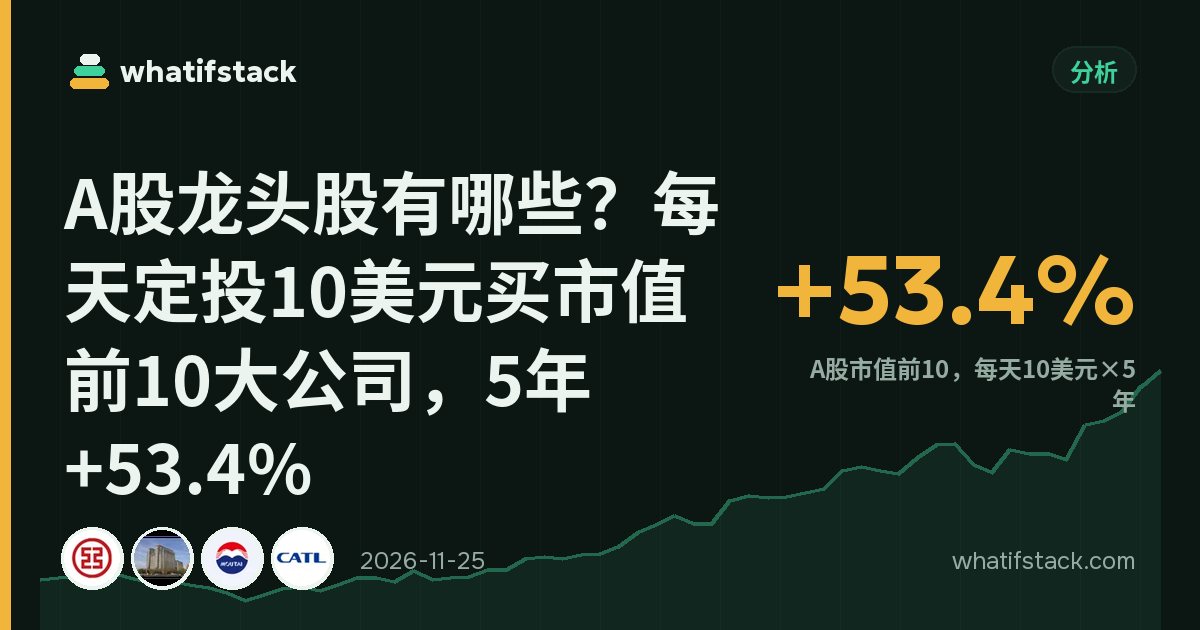 whatifstack
分析
A股龙头股有哪些？每
天定投10美元买市值
前10大公司，5年
+53.4%
+53.4%
A股市值前10，每天10美元×5
年
MOUTAI
CATL
2026-11-25
whatifstack.com